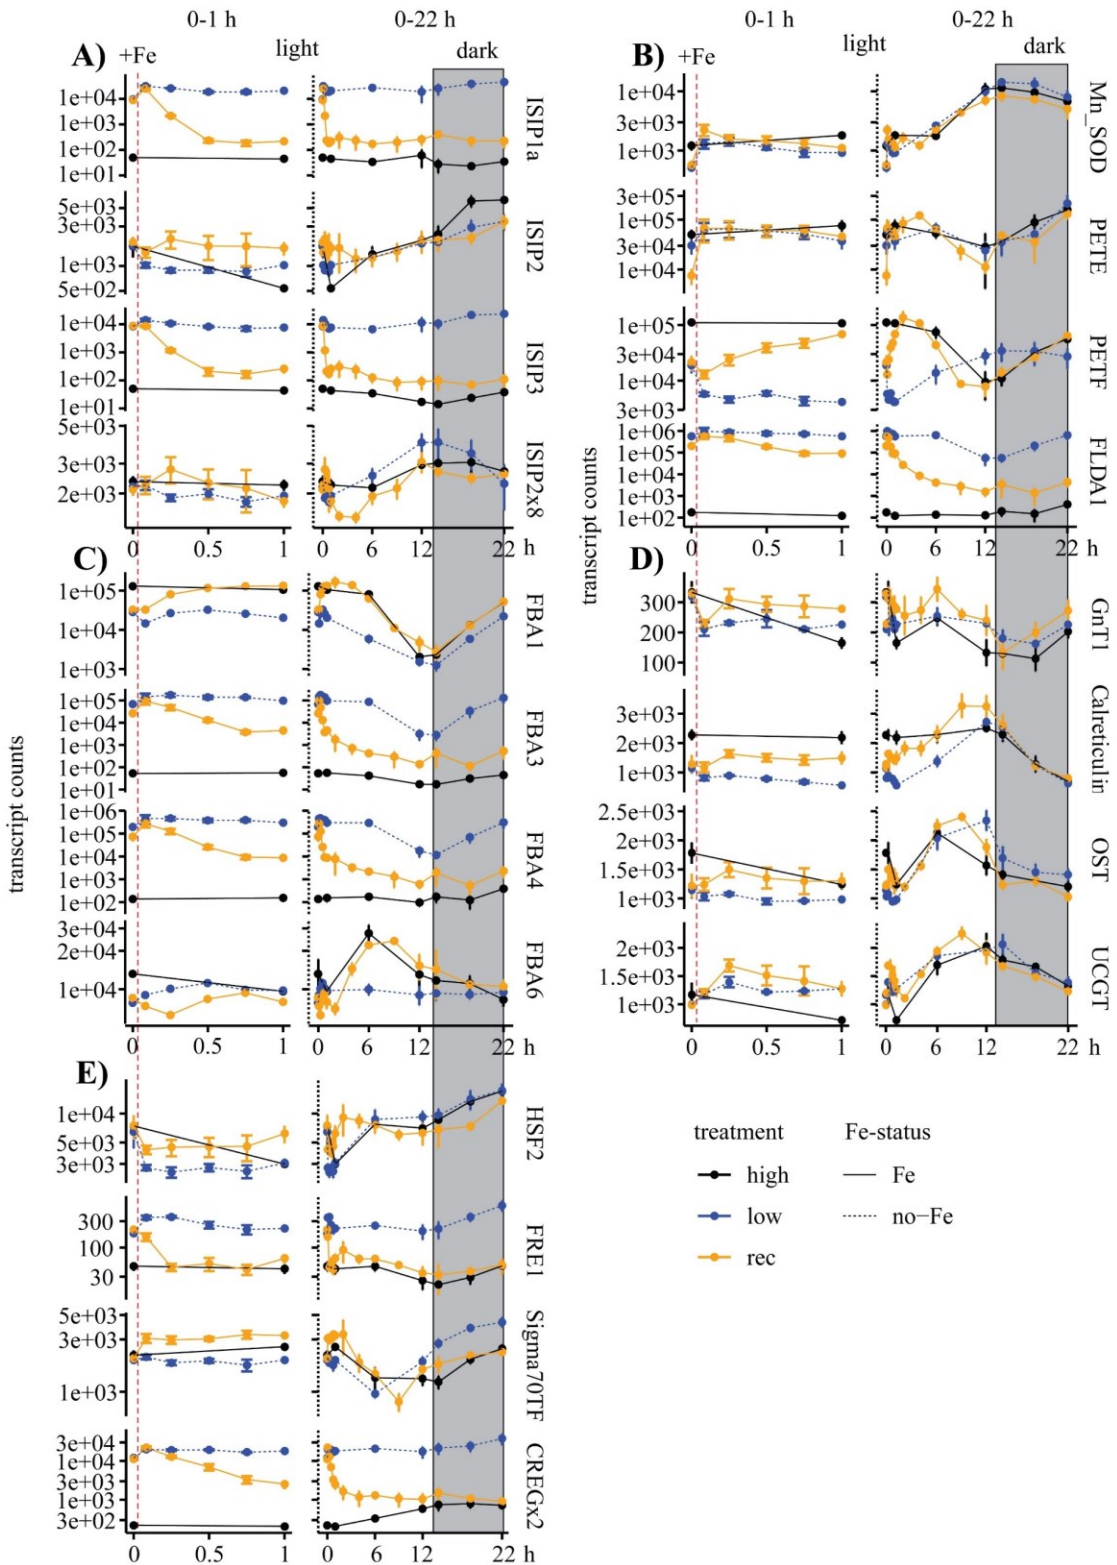 0-1 h 0-22 h 0-1 h 0-22 h
light dark light dark
A) +Fe
1e+04
1e+03
1e+02
1e+01
ISIP1a
5e+03
3e+03
1e+03
5e+02
ISIP2
1e+04
1e+03
1e+02
1e+01
ISIP3
5e+03
3e+03
2e+03
ISIP2x8
0 0.5 1 0 6 12 22 h
B) +Fe
1e+04
3e+03
1e+03
Mn_SOD
3e+05
1e+05
3e+04
1e+04
PETE
1e+05
3e+04
1e+04
3e+03
PETF
1e+06
1e+05
1e+04
1e+03
1e+02
FLDA1
0 0.5 1 0 6 12 22 h
transcript counts
transcript counts
C)
1e+05
1e+04
1e+03
FBA1
1e+05
1e+04
1e+03
1e+02
1e+01
FBA3
1e+06
1e+05
1e+04
1e+03
1e+02
FBA4
3e+04
2e+04
1e+04
FBA6
0 0.5 1 0 6 12 22 h
D)
300
200
100
GnT1
3e+03
2e+03
1e+03
Calreticulin
2.5e+03
2e+03
1.5e+03
1e+03
OST
2e+03
1.5e+03
1e+03
UCGT
0 0.5 1 0 6 12 22 h
E)
1e+04
5e+03
3e+03
HSF2
300
100
30
FRE1
5e+03
3e+03
1e+03
Sigma70TF
3e+04
1e+04
3e+03
1e+03
3e+02
CREGx2
0 0.5 1 0 6 12 22 h
treatment Fe-status
high Fe
low no-Fe
rec